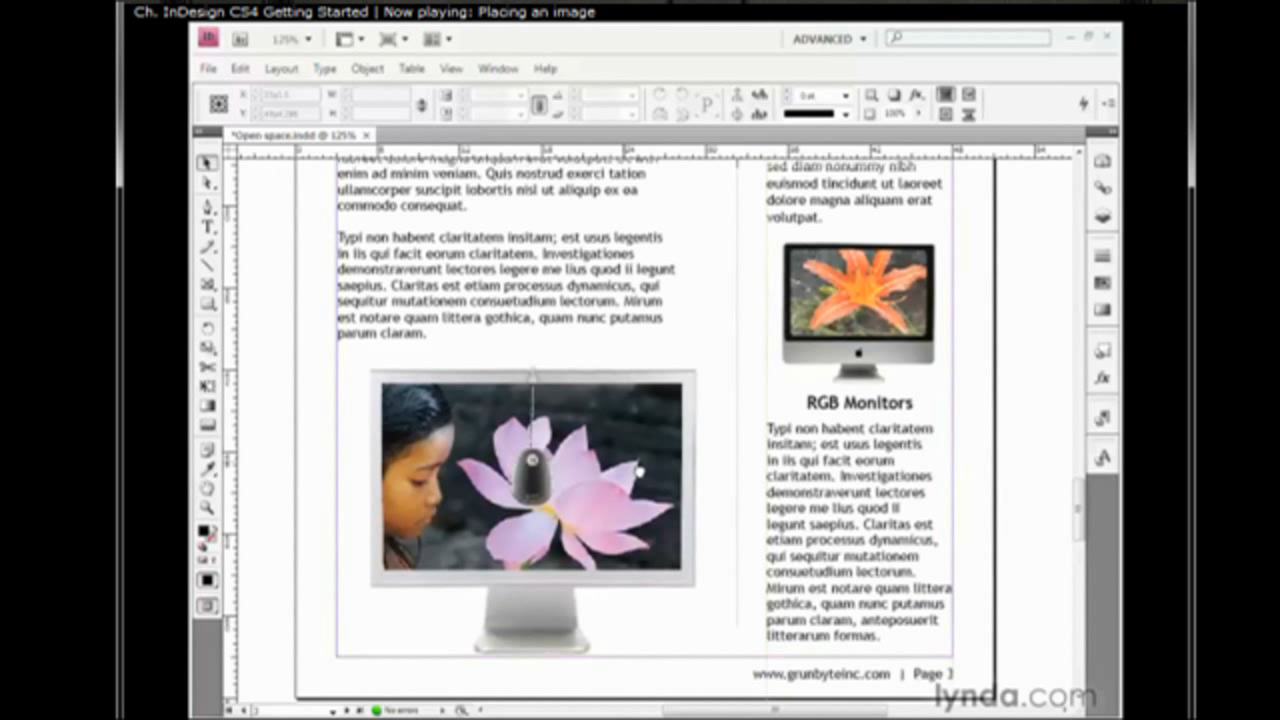 Ch. InDesign CS4 Getting Started | Now playing: Placing an image
125%
ADVANCED
File Edit Layout Type Object Table View Window Help
0 pt
100%
*Open space.indd @ 125%
enim ad minim veniam. Quis nostrud exerci tation
ullamcorper suscipit lobortis nisl ut aliquip ex ea
commodo consequat.
Typi non habent claritatem insitam; est usus legentis
in iis qui facit eorum claritatem. Investigationes
demonstraverunt lectores legere me lius quod ii legunt
saepius. Claritas est etiam processus dynamicus, qui
sequitur mutationem consuetudium lectorum. Mirum
est notare quam littera gothica, quam nunc putamus
parum claram.
sed diam nonummy nibh
euismod tincidunt ut laoreet
dolore magna aliquam erat
volutpat.
RGB Monitors
Typi non habent claritatem
insitam; est usus legentis
in iis qui facit eorum
claritatem. Investigationes
demonstraverunt lectores
legere me lius quod ii
legunt saepius. Claritas est
etiam processus dynamicus,
qui sequitur mutationem
consuetudium lectorum.
Mirum est notare quam littera
gothica, quam nunc putamus
parum claram, anteposuerit
litterarum formas.
www.grunbyteinc.com | Page
lynda.com
No errors